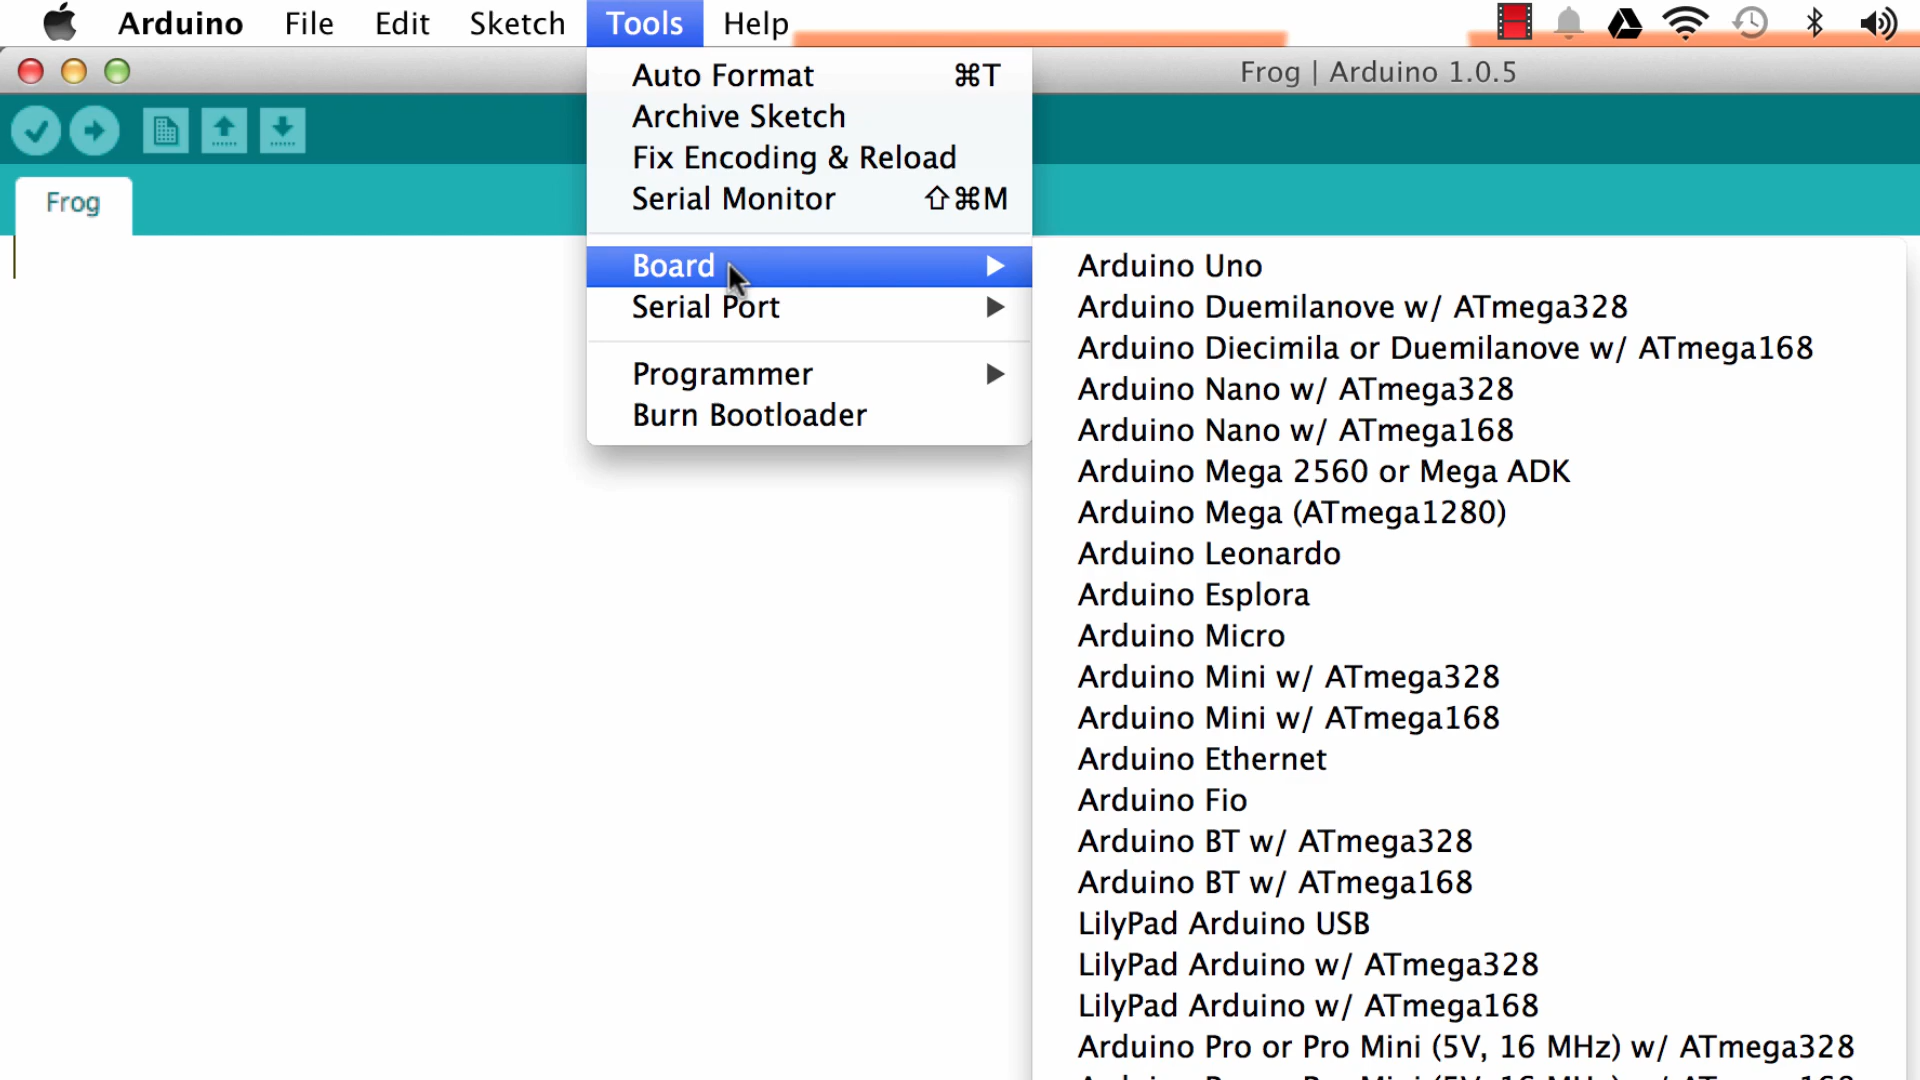 Arduino File Edit Sketch Tools Help
Frog | Arduino 1.0.5
Auto Format ⌘T
Archive Sketch
Fix Encoding & Reload
Serial Monitor ⇧⌘M
Frog
Board
Serial Port
Programmer
Burn Bootloader
Arduino Uno
Arduino Duemilanove w/ ATmega328
Arduino Diecimila or Duemilanove w/ ATmega168
Arduino Nano w/ ATmega328
Arduino Nano w/ ATmega168
Arduino Mega 2560 or Mega ADK
Arduino Mega (ATmega1280)
Arduino Leonardo
Arduino Esplora
Arduino Micro
Arduino Mini w/ ATmega328
Arduino Mini w/ ATmega168
Arduino Ethernet
Arduino Fio
Arduino BT w/ ATmega328
Arduino BT w/ ATmega168
LilyPad Arduino USB
LilyPad Arduino w/ ATmega328
LilyPad Arduino w/ ATmega168
Arduino Pro or Pro Mini (5V, 16 MHz) w/ ATmega328